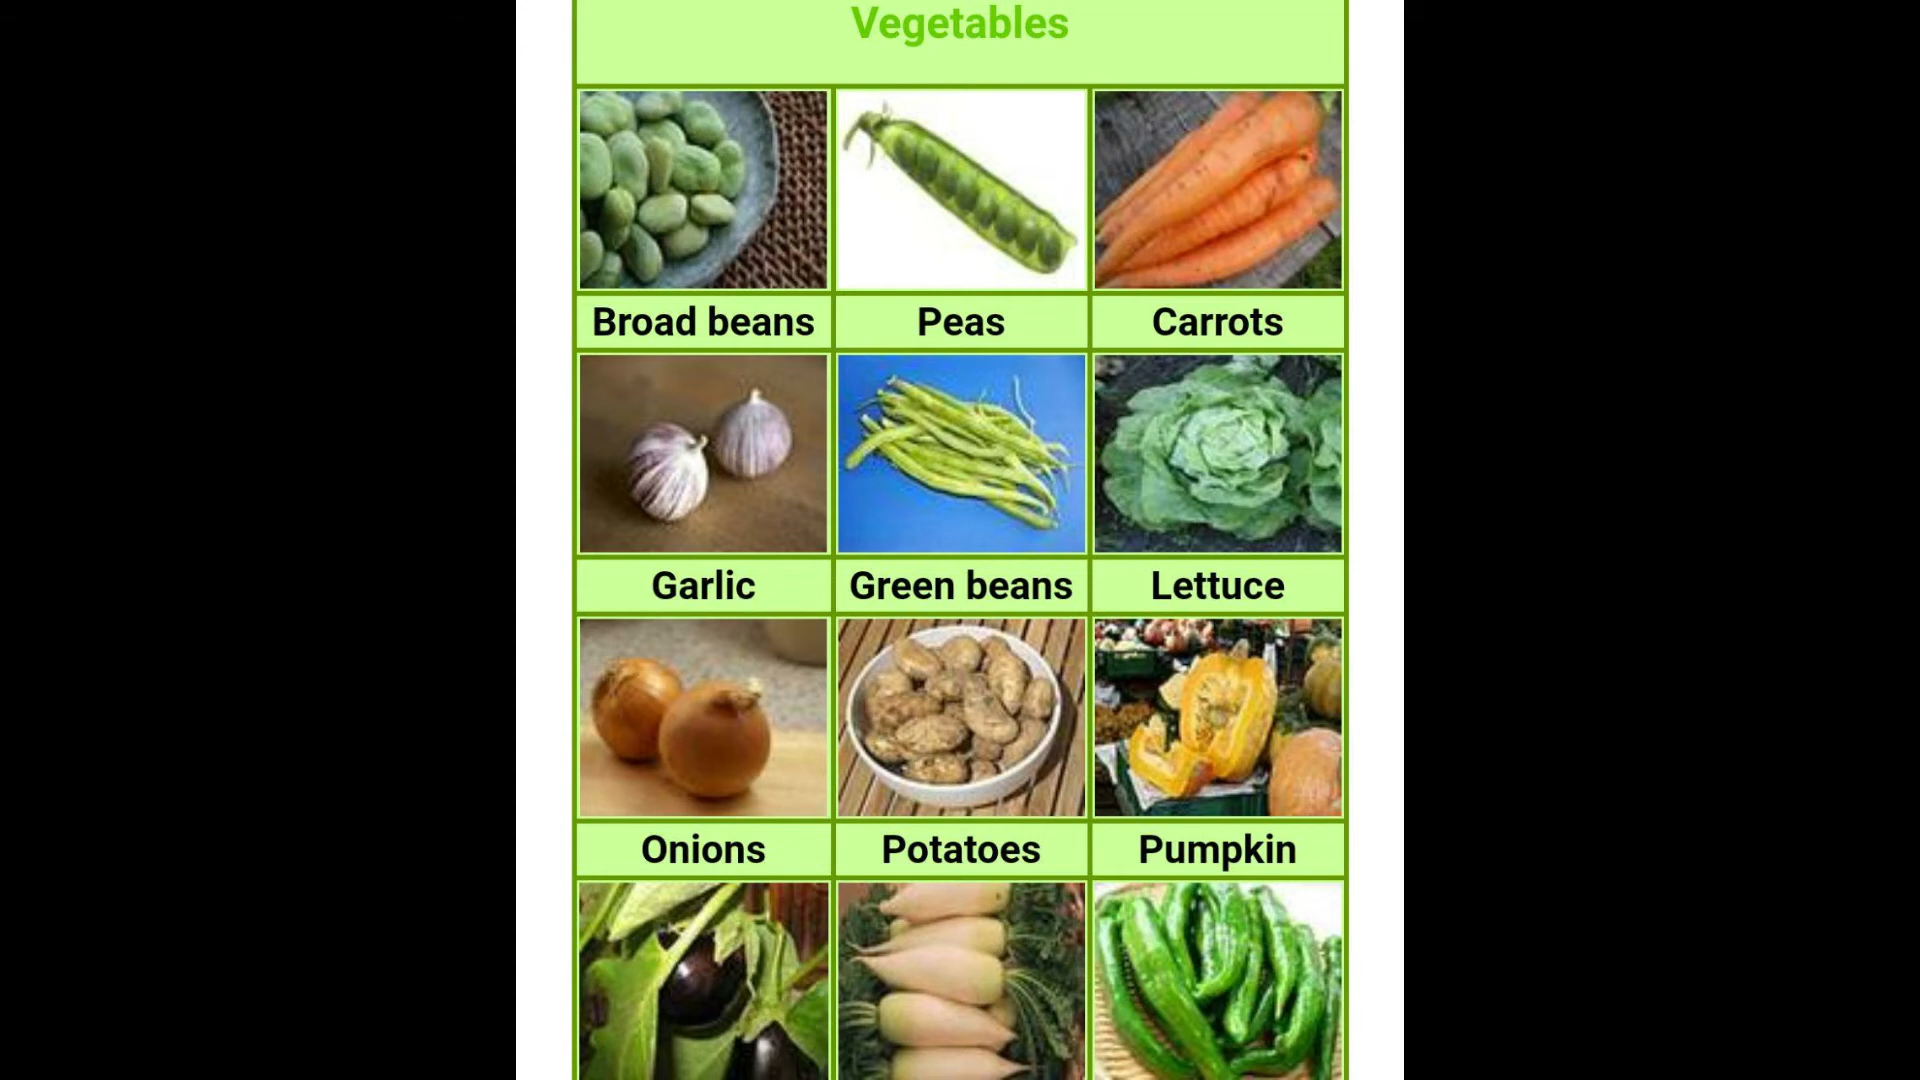 Vegetables
Broad beans
Peas
Carrots
Garlic
Green beans
Lettuce
Onions
Potatoes
Pumpkin